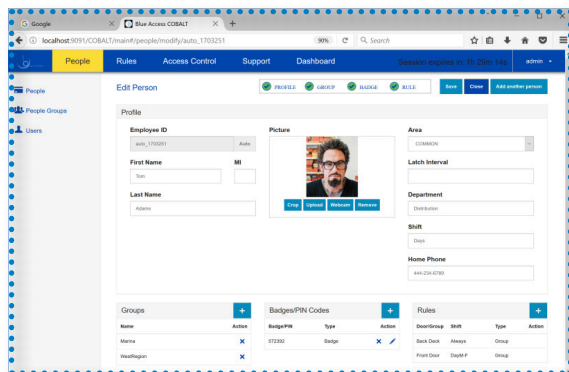 Google
Blue Access COBALT
localhost:9091/COBALT/main#/people/modify/auto_1703251
90%
Search
People
Rules
Access Control
Support
Dashboard
Session expires in: 1h 29m 14s
admin
People
People Groups
Users
Edit Person
PROFILE
GROUP
BADGE
RULE
Save
Close
Add another person
Profile
Employee ID
auto_1703251
Auto
First Name
MI
Tom
Last Name
Adams
Picture
Crop
Upload
Webcam
Remove
Area
COMMON
Latch Interval
Department
Distribution
Shift
Days
Home Phone
444-234-6789
Groups
Name Action
Marina
WestRegion
Badges/PIN Codes
Badge/PIN Type Action
572392 Badge
Rules
Door/Group Shift Type Action
Back Dock Always Group
Front Door DayM-F Group